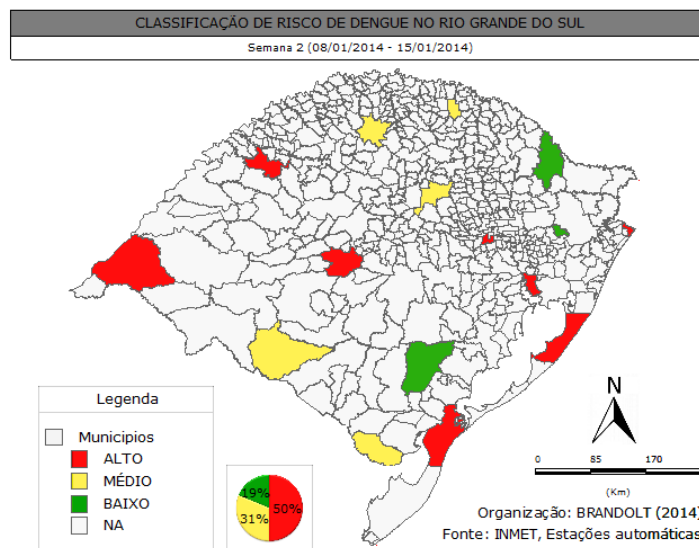 CLASSIFICAÇÃO DE RISCO DE DENGUE NO RIO GRANDE DO SUL
Semana 2 (08/01/2014 - 15/01/2014)
Legenda
Municipios
ALTO
MÉDIO
BAIXO
NA
19%
50%
31%
N
0 85 170
(Km)
Organização: BRANDOLT (2014)
Fonte: INMET, Estações automáticas